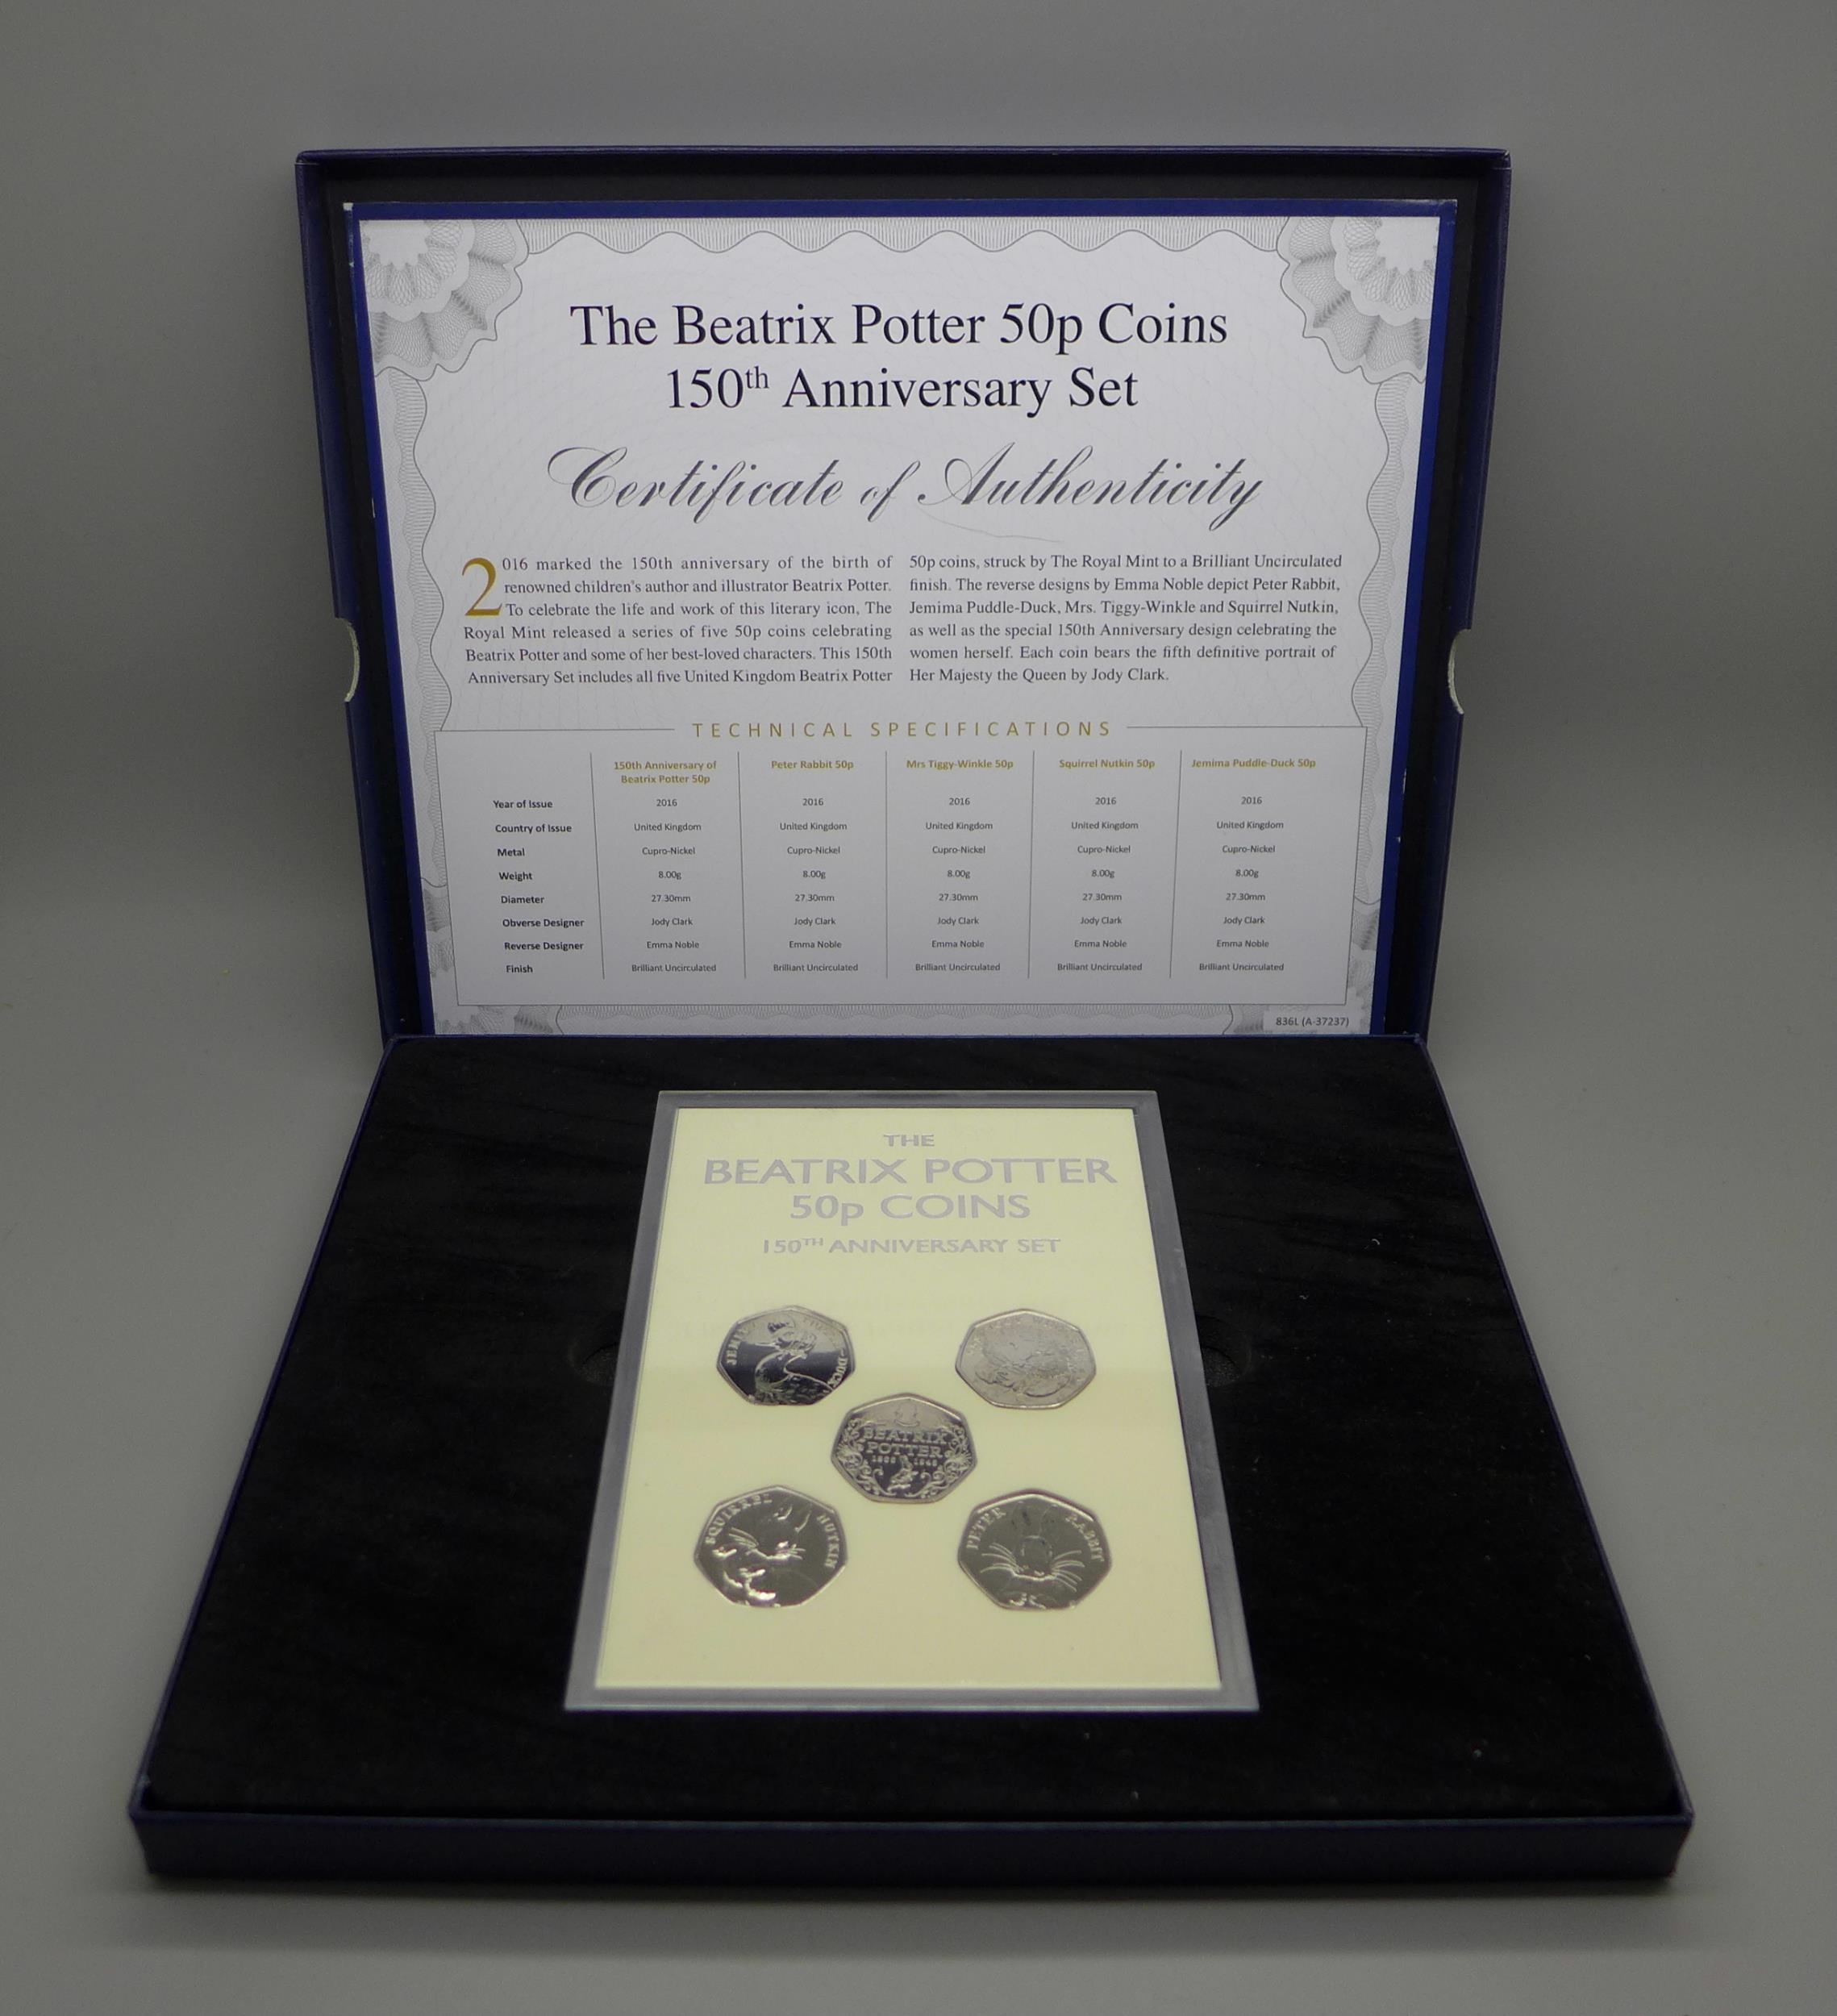 The Beatrix Potter 50p Coins
150th Anniversary Set
Certificate of Authenticity
2016 marked the 150th anniversary of the birth of
renowned children's author and illustrator Beatrix Potter.
To celebrate the life and work of this literary icon, The
Royal Mint released a series of five 50p coins celebrating
Beatrix Potter and some of her best-loved characters. This 150th
Anniversary Set includes all five United Kingdom Beatrix Potter
50p coins, struck by The Royal Mint to a Brilliant Uncirculated
finish. The reverse designs by Emma Noble depict Peter Rabbit,
Jemima Puddle-Duck, Mrs. Tiggy-Winkle and Squirrel Nutkin,
as well as the special 150th Anniversary design celebrating the
women herself. Each coin bears the fifth definitive portrait of
Her Majesty the Queen by Jody Clark.
TECHNICAL SPECIFICATIONS
150th Anniversary of Peter Rabbit 50p Mrs Tiggy-Winkle 50p Squirrel Nutkin 50p Jemima Puddle-Duck 50p
Beatrix Potter 50p
Year of Issue 2016 2016 2016 2016 2016
Country of Issue United Kingdom United Kingdom United Kingdom United Kingdom United Kingdom
Metal Cupro-Nickel Cupro-Nickel Cupro-Nickel Cupro-Nickel Cupro-Nickel
Weight 8.00g 8.00g 8.00g 8.00g 8.00g
Diameter 27.30mm 27.30mm 27.30mm 27.30mm 27.30mm
Obverse Designer Jody Clark Jody Clark Jody Clark Jody Clark Jody Clark
Reverse Designer Emma Noble Emma Noble Emma Noble Emma Noble Emma Noble
Finish Brilliant Uncirculated Brilliant Uncirculated Brilliant Uncirculated Brilliant Uncirculated Brilliant Uncirculated
836L (A-37237)
THE
BEATRIX POTTER
50p COINS
150TH ANNIVERSARY SET
BEATRIX
POTTER
SQUIRREL NUTKIN
PETER RABBIT